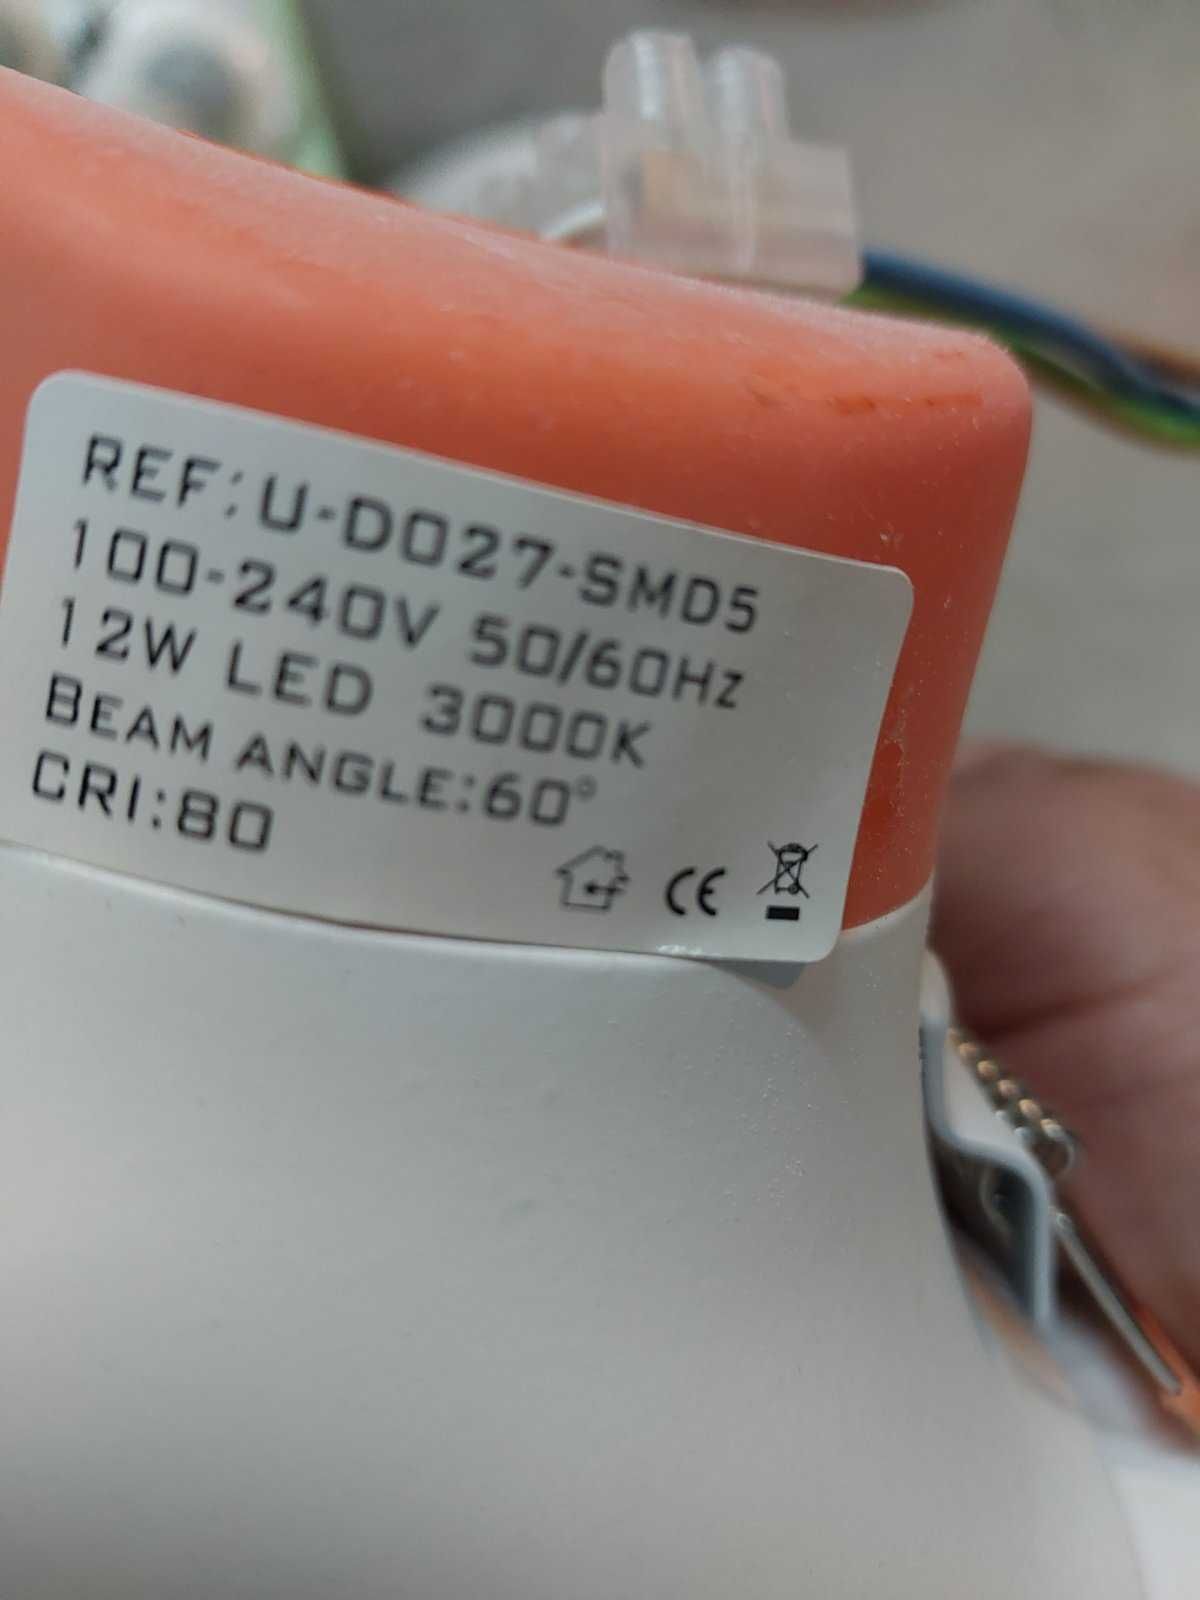 REF:U-D027-SMD5
100-240V 50/60Hz
12W LED 3000K
BEAM ANGLE:60°
CRI:80
CE